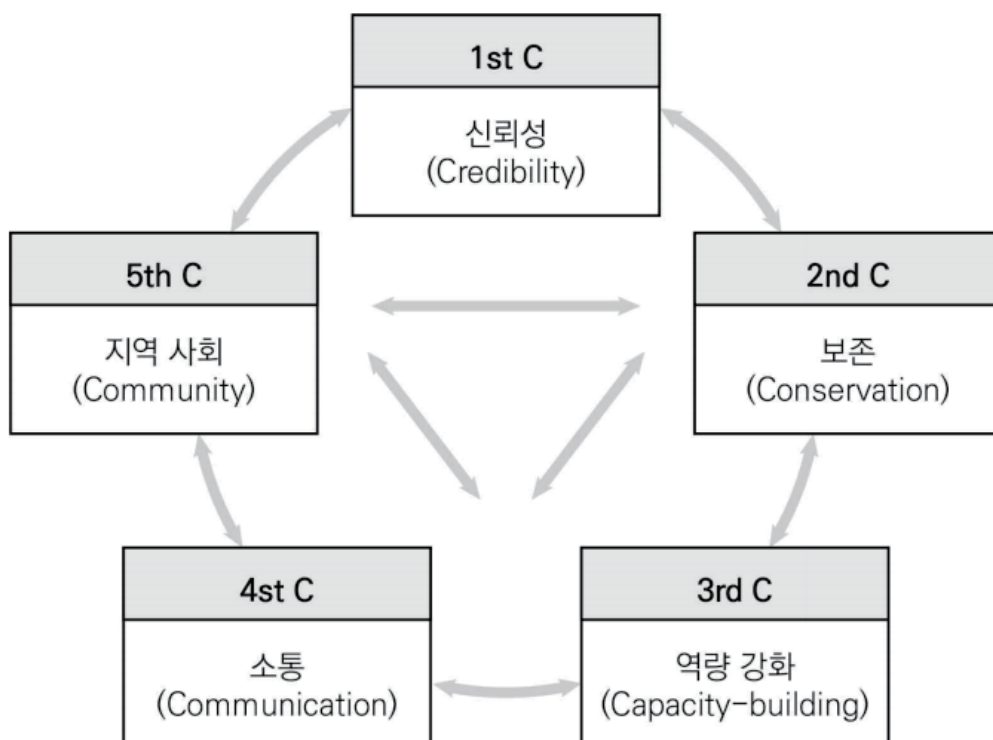 1st C
신뢰성
(Credibility)
5th C
지역 사회
(Community)
2nd C
보존
(Conservation)
4st C
소통
(Communication)
3rd C
역량 강화
(Capacity-building)